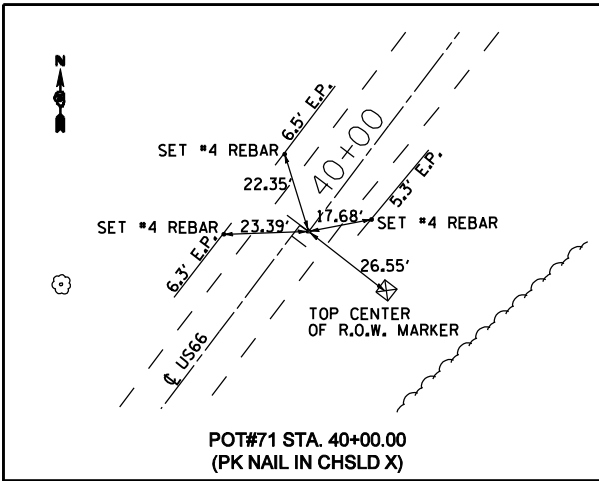 N
6.5' E.P.
SET #4 REBAR
40+00
22.35'
5.3' E.P.
SET #4 REBAR
23.39'
17.68'
SET #4 REBAR
6.3' E.P.
26.55'
TOP CENTER
OF R.O.W. MARKER
℄ US66
POT#71 STA. 40+00.00
(PK NAIL IN CHSLD X)